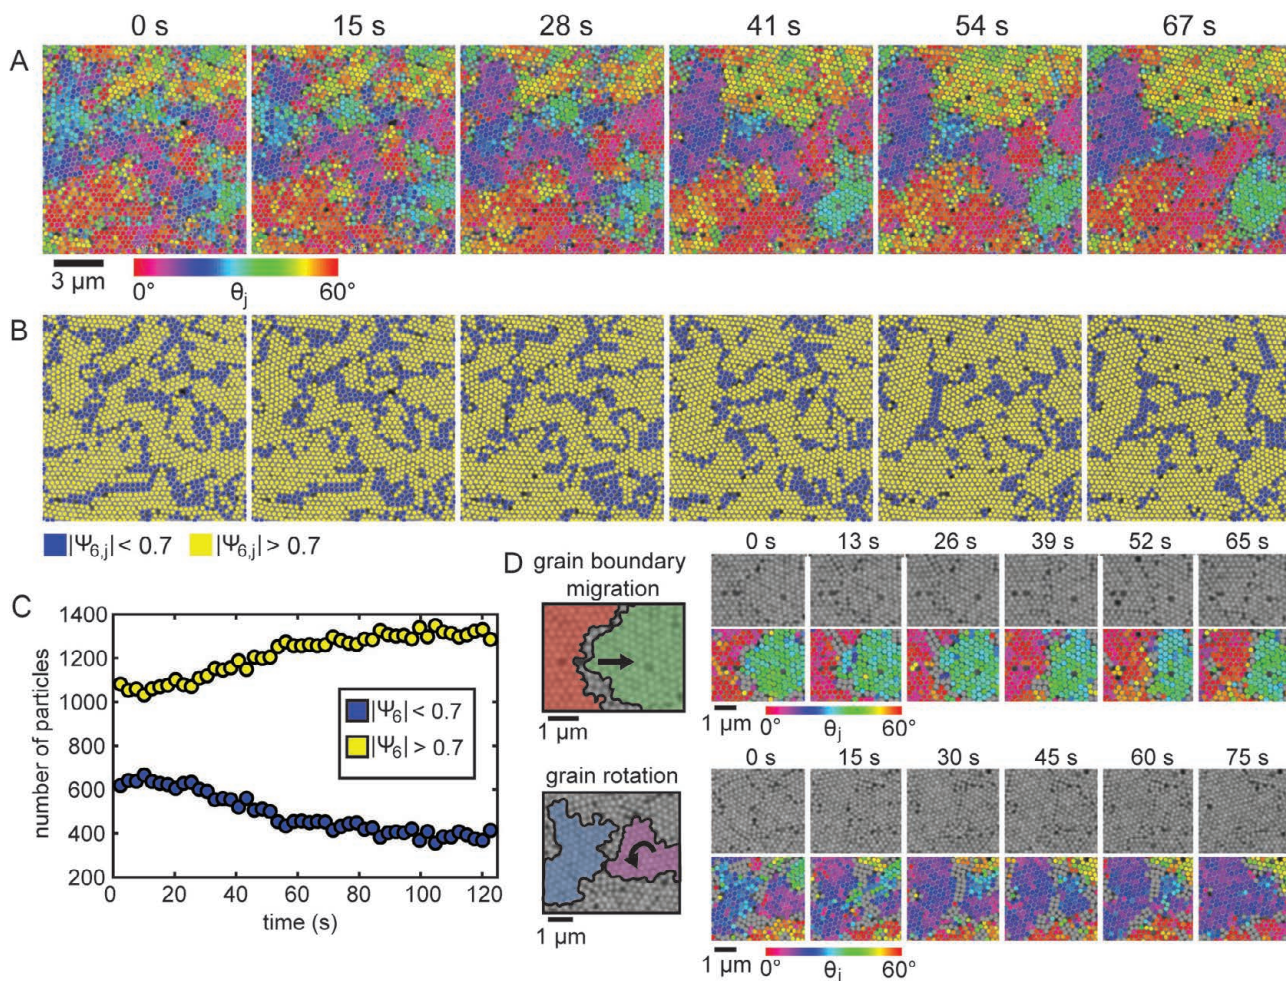 0 s 15 s 28 s 41 s 54 s 67 s
A
3 µm
0° θj 60°
B
|Ψ6,j| < 0.7 |Ψ6,j| > 0.7
C
1400
1200
1000
800
600
400
200
number of particles
|Ψ6| < 0.7
|Ψ6| > 0.7
0 20 40 60 80 100 120
time (s)
D
grain boundary
migration
1 µm
0 s 13 s 26 s 39 s 52 s 65 s
1 µm
0° θj 60°
grain rotation
1 µm
0 s 15 s 30 s 45 s 60 s 75 s
1 µm
0° θj 60°